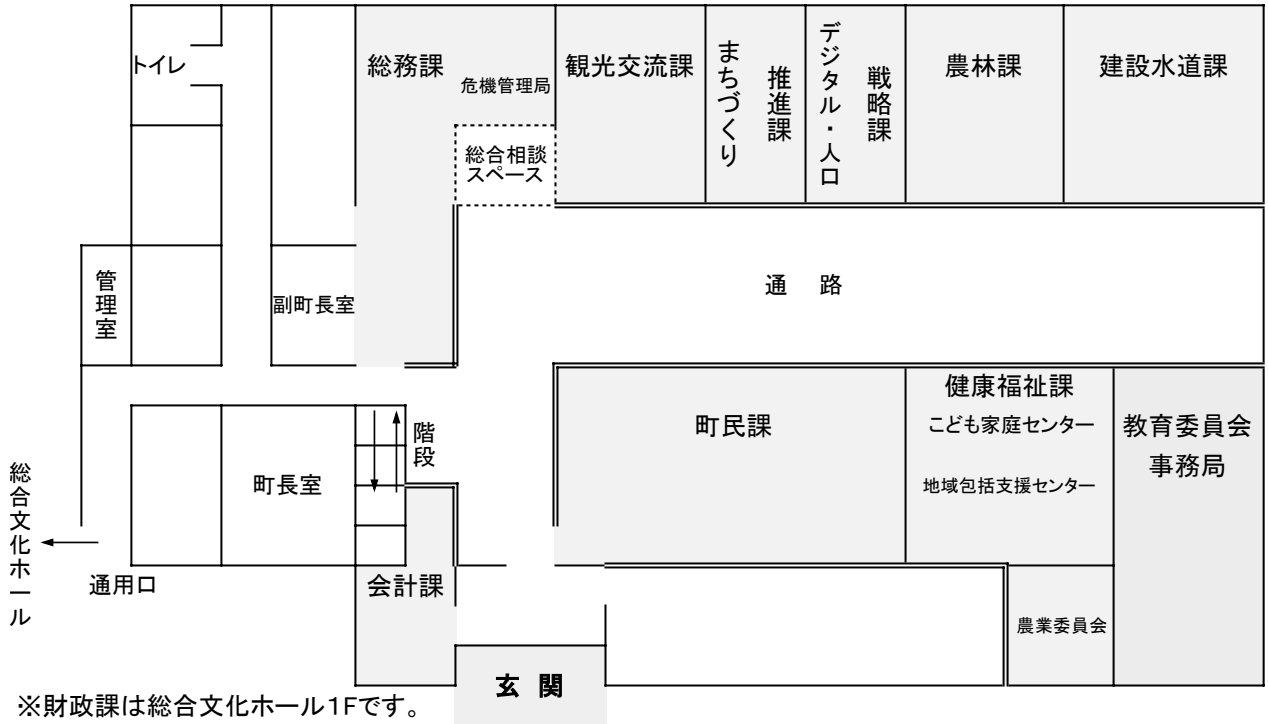 トイレ
総務課
危機管理局
総合相談
スペース
観光交流課
まちづくり
推進課
デジタル・人口
戦略課
農林課
建設水道課
管理室
副町長室
通路
町長室
階段
町民課
健康福祉課
こども家庭センター
地域包括支援センター
教育委員会
事務局
総合文化ホール
通用口
会計課
農業委員会
玄関
※財政課は総合文化ホール1Fです。